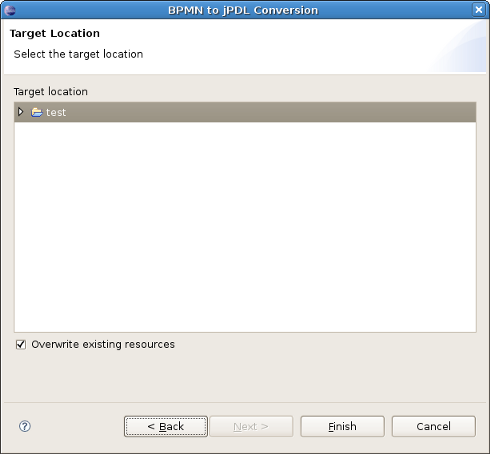 BPMN to jPDL Conversion
Target Location
Select the target location
Target location
test
Overwrite existing resources
< Back
Next >
Finish
Cancel